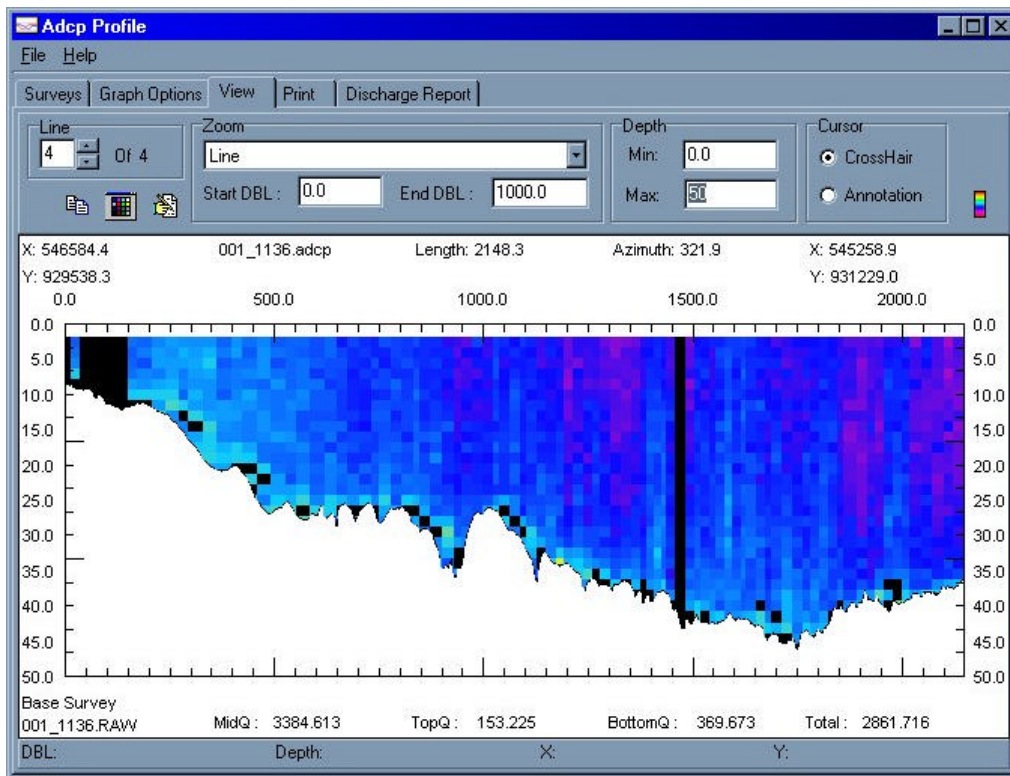 Adcp Profile
File Help
Surveys Graph Options View Print Discharge Report
Line Zoom Depth Cursor
4 Of 4 Line Min: 0.0 CrossHair
Start DBL: 0.0 End DBL: 1000.0 Max: 50 Annotation
X: 546584.4 001_1136.adcp Length: 2148.3 Azimuth: 321.9 X: 545258.9
Y: 929538.3 Y: 931229.0
0.0 500.0 1000.0 1500.0 2000.0
0.0 0.0
5.0 5.0
10.0 10.0
15.0 15.0
20.0 20.0
25.0 25.0
30.0 30.0
35.0 35.0
40.0 40.0
45.0 45.0
50.0 50.0
Base Survey
001_1136.RAW MidQ: 3384.613 TopQ: 153.225 BottomQ: 369.673 Total: 2861.716
DBL: Depth: X: Y: